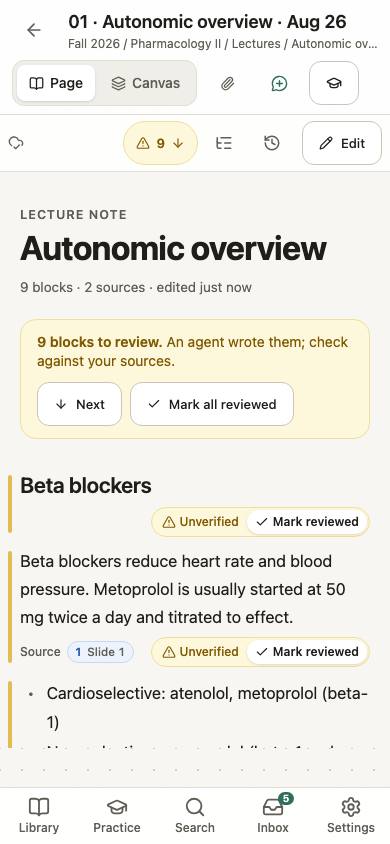 01 · Autonomic overview · Aug 26
Fall 2026 / Pharmacology II / Lectures / Autonomic ov...
Page
Canvas
9
Edit
LECTURE NOTE
Autonomic overview
9 blocks · 2 sources · edited just now
9 blocks to review. An agent wrote them; check
against your sources.
Next
Mark all reviewed
Beta blockers
Unverified
Mark reviewed
Beta blockers reduce heart rate and blood
pressure. Metoprolol is usually started at 50
mg twice a day and titrated to effect.
Source 1 Slide 1
Unverified
Mark reviewed
• Cardioselective: atenolol, metoprolol (beta-
1)
Library
Practice
Search
5
Inbox
Settings